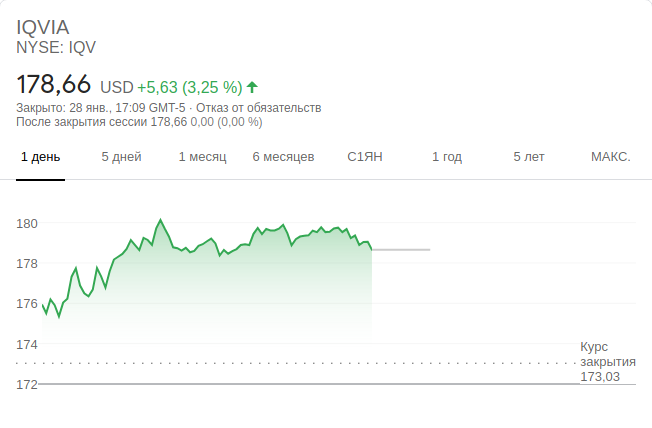 IQVIA
NYSE: IQV
178,66 USD +5,63 (3,25 %)
Закрыто: 28 янв., 17:09 GMT-5 · Отказ от обязательств
После закрытия сессии 178,66 0,00 (0,00 %)
1 день 5 дней 1 месяц 6 месяцев С1ЯН 1 год 5 лет МАКС.
180
178
176
174
172
Курс
закрытия
173,03